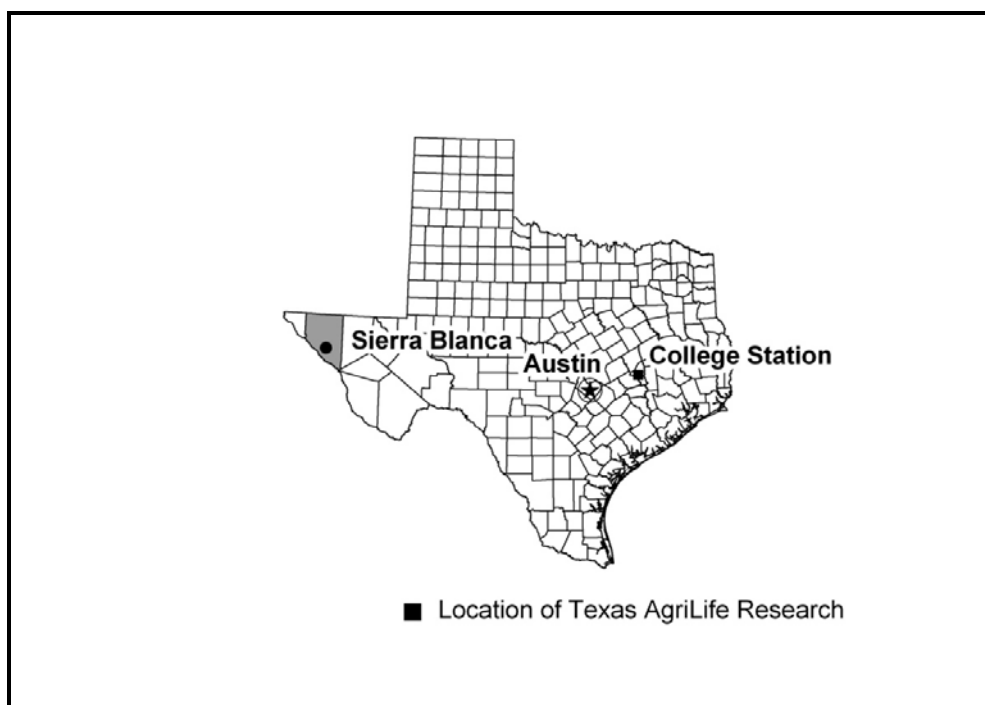 Sierra Blanca
Austin
College Station
Location of Texas AgriLife Research